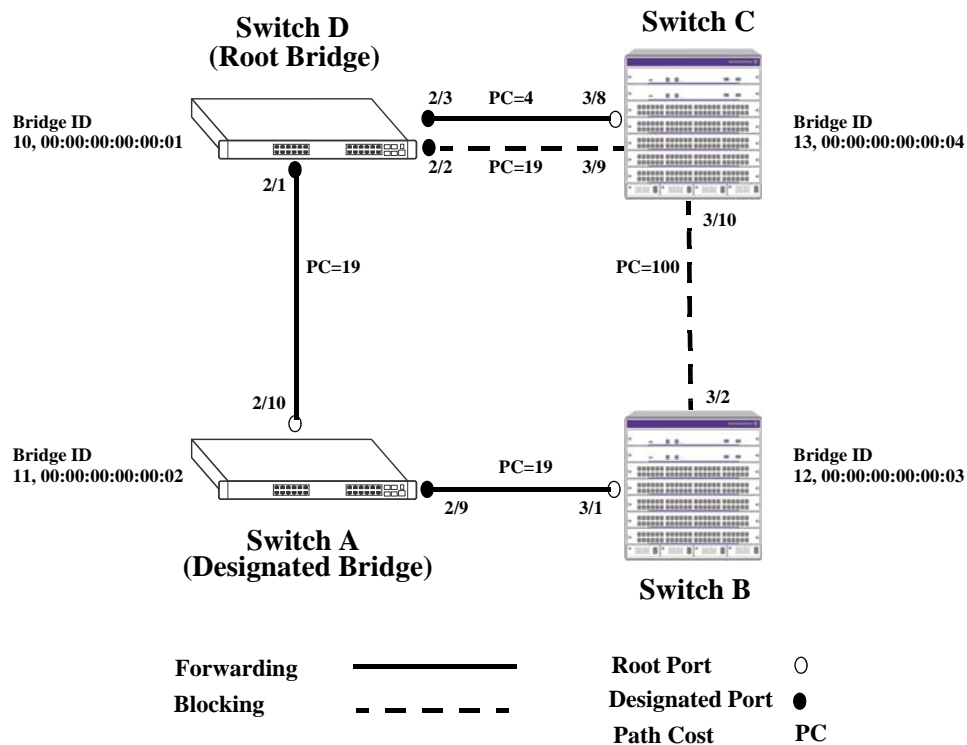 Switch D
(Root Bridge)
Switch C
Bridge ID
10, 00:00:00:00:00:01
2/3
PC=4
3/8
2/2
PC=19
3/9
Bridge ID
13, 00:00:00:00:00:04
2/1
3/10
PC=19
PC=100
2/10
3/2
Bridge ID
11, 00:00:00:00:00:02
PC=19
2/9
3/1
Bridge ID
12, 00:00:00:00:00:03
Switch A
(Designated Bridge)
Switch B
Forwarding
Root Port
Blocking
Designated Port
Path Cost
PC